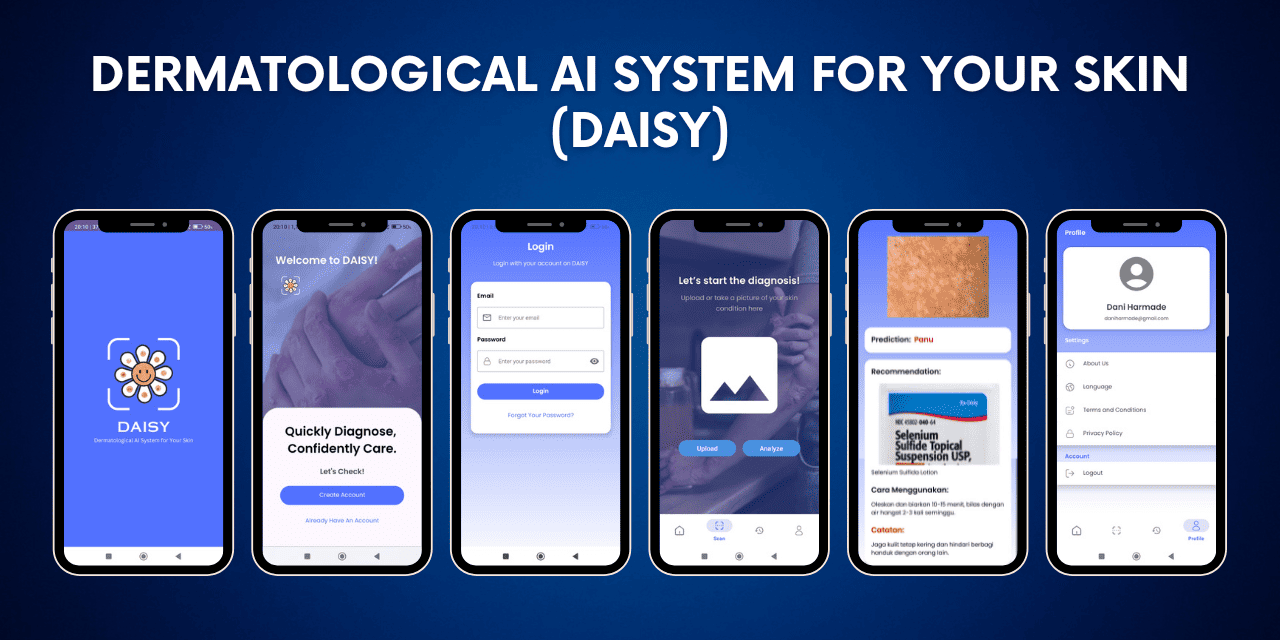 DERMATOLOGICAL AI SYSTEM FOR YOUR SKIN
(DAISY)
DAISY
Dermatological AI System for Your Skin
Welcome to DAISY!
Quickly Diagnose,
Confidently Care.
Let's Check!
Create Account
Already Have An Account
Login
Login with your account on DAISY
Email
Enter your email
Password
Enter your password
Login
Forgot Your Password?
Let's start the diagnosis!
Upload or take a picture of your skin
condition here
Upload
Analyze
Scan
Prediction: Panu
Recommendation:
Rx Only
NDC 45802-040-64
Selenium
Sulfide Topical
Suspension USP,
Selenium Sulfida Lotion
Cara Menggunakan:
Oleskan dan biarkan 10-15 menit, bilas dengan
air hangat 2-3 kali seminggu.
Catatan:
Jaga kulit tetap kering dan hindari berbagi
handuk dengan orang lain.
Profile
Dani Harmade
daniharmade@gmail.com
Settings
About Us
Language
Terms and Conditions
Privacy Policy
Account
Logout
Profile